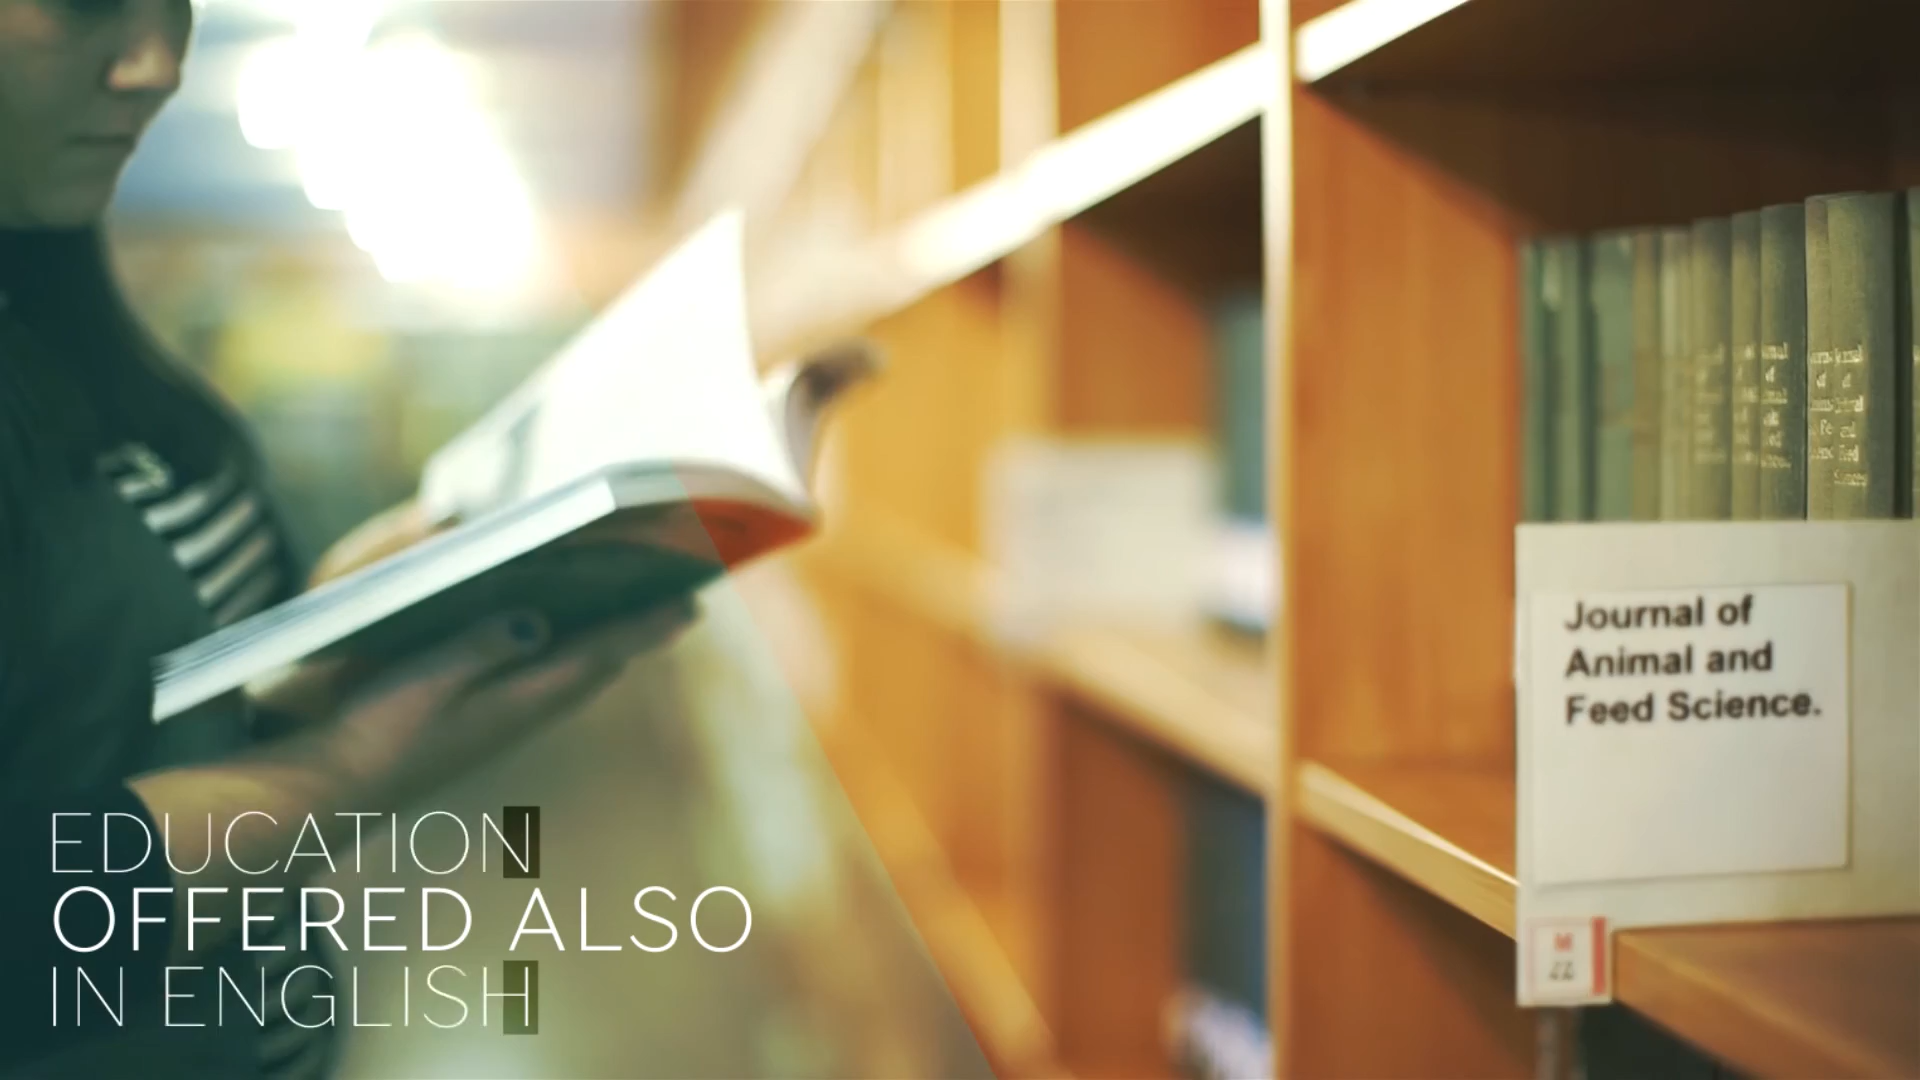 EDUCATION
OFFERED ALSO
IN ENGLISH
Journal of
Animal and
Feed Science.